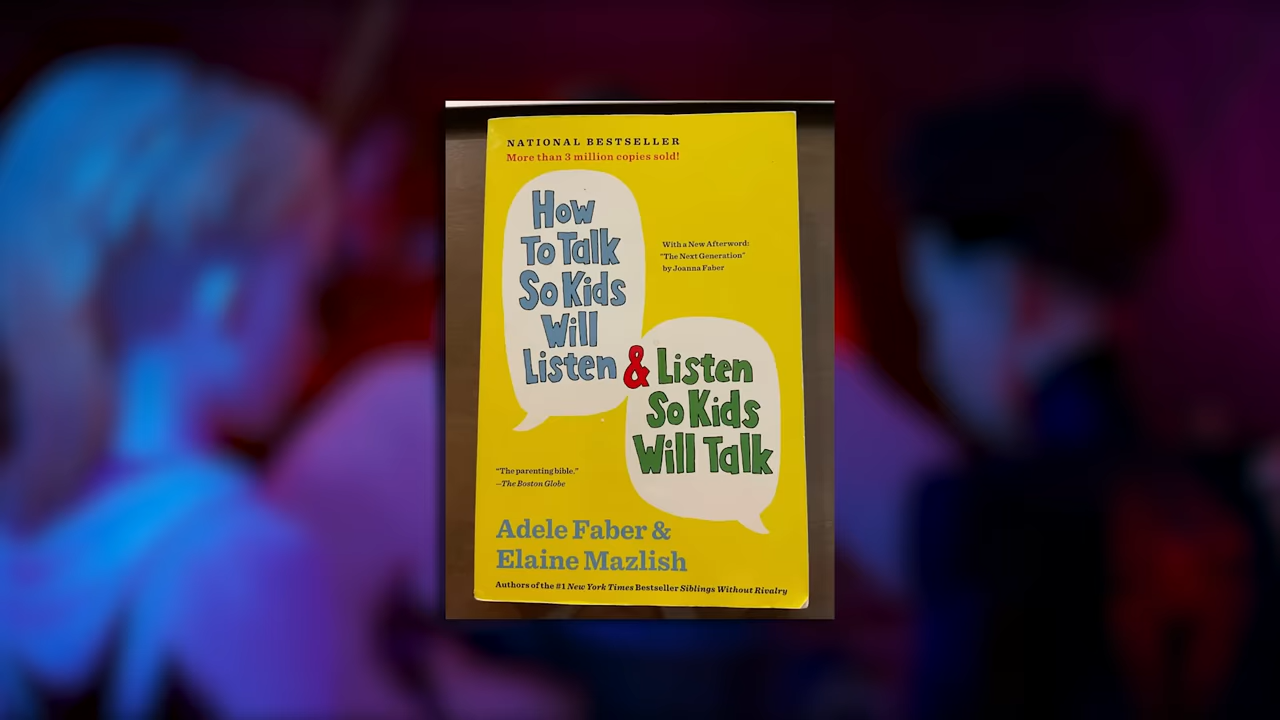 NATIONAL BESTSELLER
More than 3 million copies sold!
How
To Talk
So Kids
Will
Listen & Listen
So Kids
Will Talk
With a New Afterword:
"The Next Generation"
by Joanna Faber
"The parenting bible."
—The Boston Globe
Adele Faber &
Elaine Mazlish
Authors of the #1 New York Times Bestseller Siblings Without Rivalry